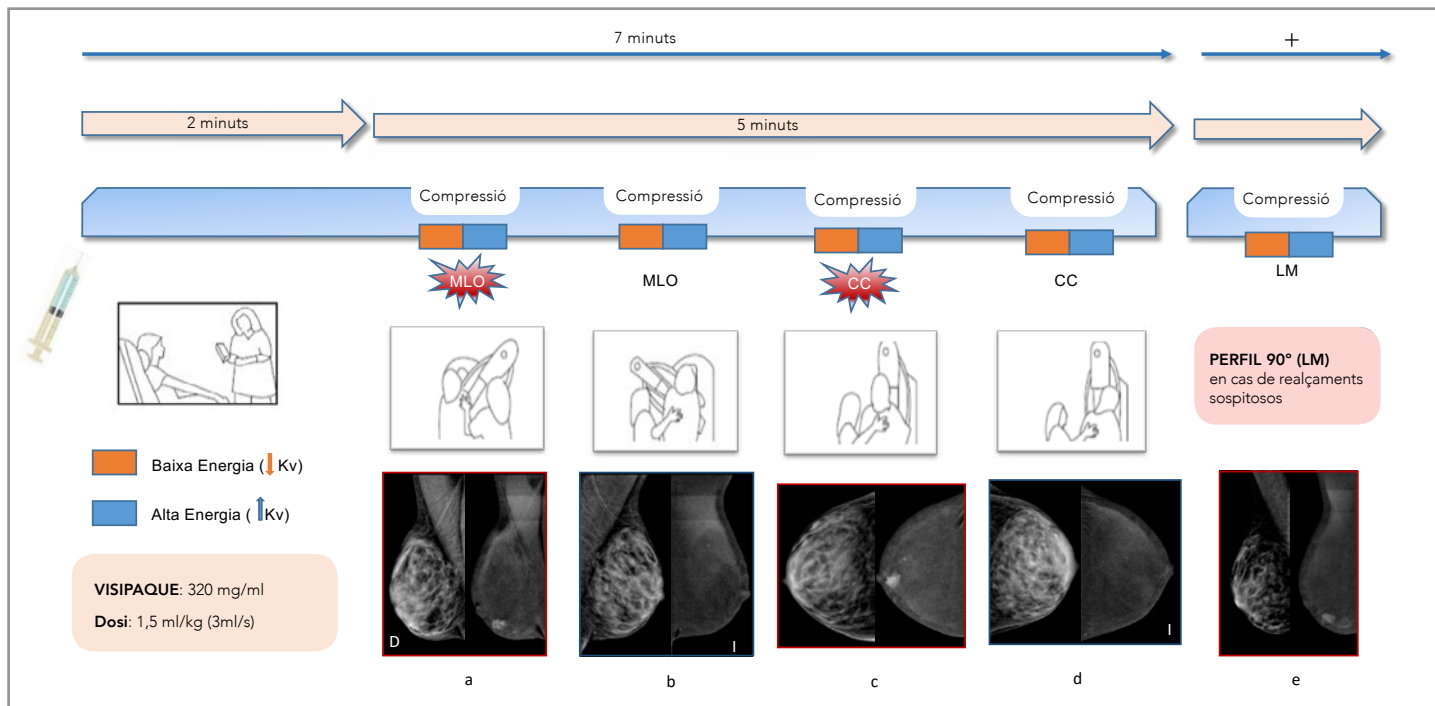 7 minuts
+
2 minuts
5 minuts
Compressió
Compressió
Compressió
Compressió
Compressió
MLO
MLO
CC
CC
LM
PERFIL 90º (LM)
en cas de realçaments
sospitosos
Baixa Energia (↓Kv)
Alta Energia (↑Kv)
VISIPAQUE: 320 mg/ml
Dosi: 1,5 ml/kg (3ml/s)
D
I
I
a
b
c
d
e